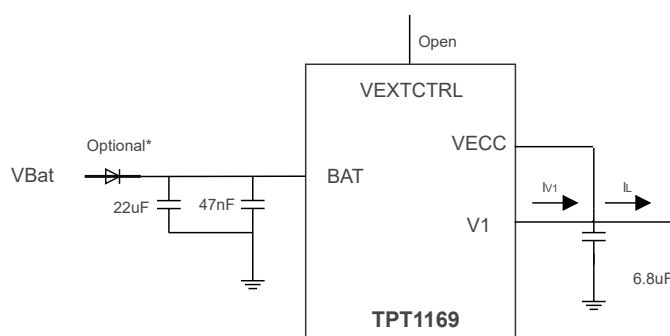 Open
VEXTCTRL
Optional*
VECC
VBat
BAT
22uF
47nF
IV1
IL
V1
6.8uF
TPT1169